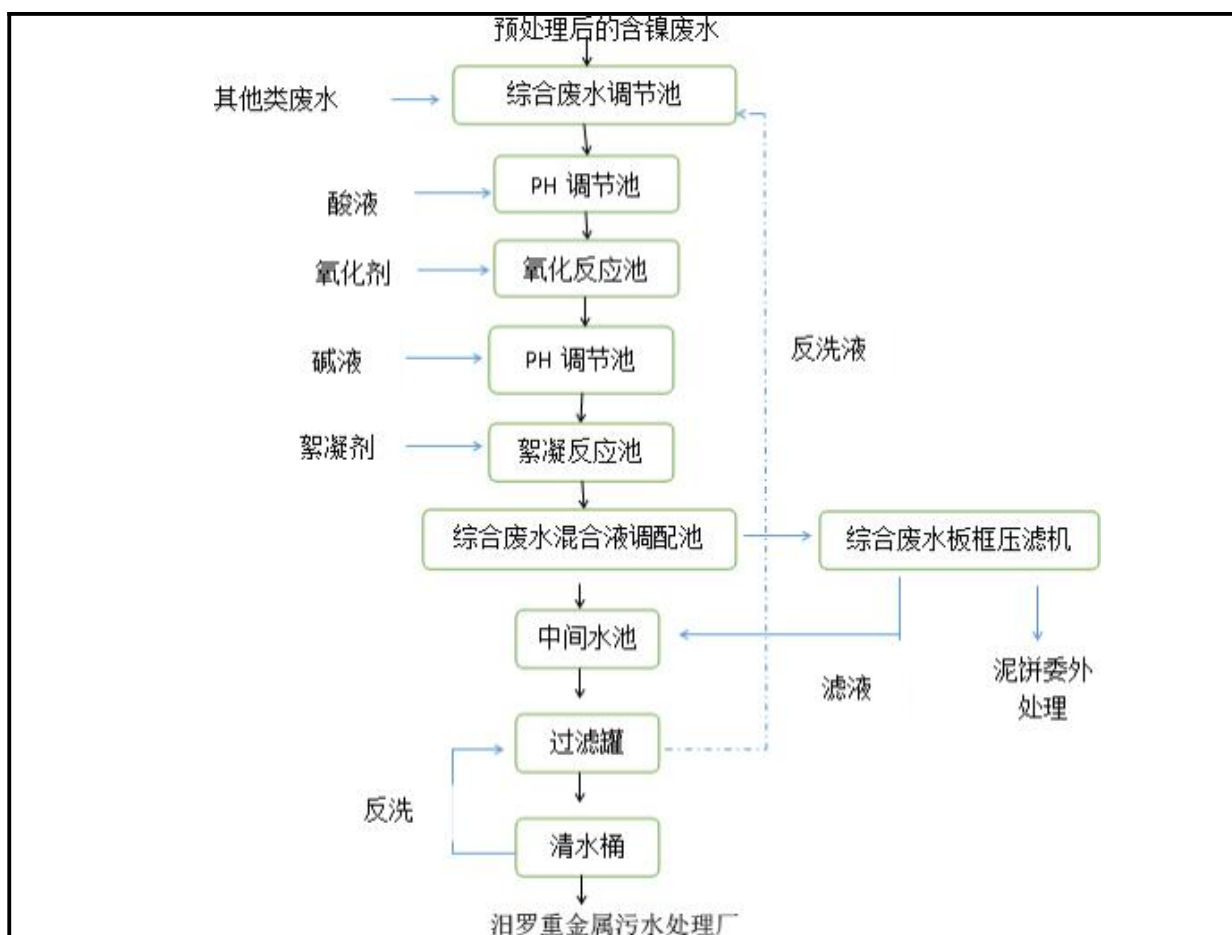 预处理后的含镍废水
其他类废水
综合废水调节池
酸液
PH 调节池
氧化剂
氧化反应池
反洗液
碱液
PH 调节池
絮凝剂
絮凝反应池
综合废水混合液调配池
综合废水板框压滤机
中间水池
滤液
泥饼委外
处理
过滤罐
反洗
清水桶
汨罗重金属污水处理厂